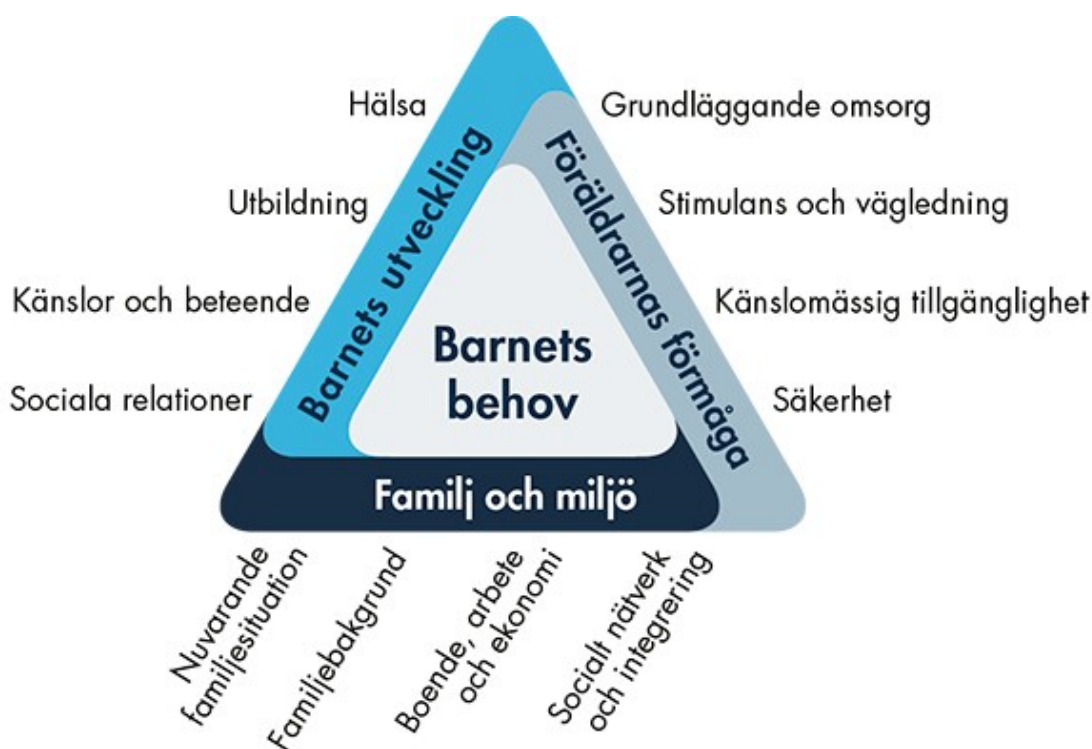 Hälsa
Utbildning
Känslor och beteende
Sociala relationer
Barnets utveckling
Grundläggande omsorg
Stimulans och vägledning
Känslomässig tillgänglighet
Säkerhet
Föräldrarnas förmåga
Barnets
behov
Familj och miljö
Nuvarande
familjesituation
Familjebakgrund
Boende, arbete
och ekonomi
Socialt nätverk
och integrering